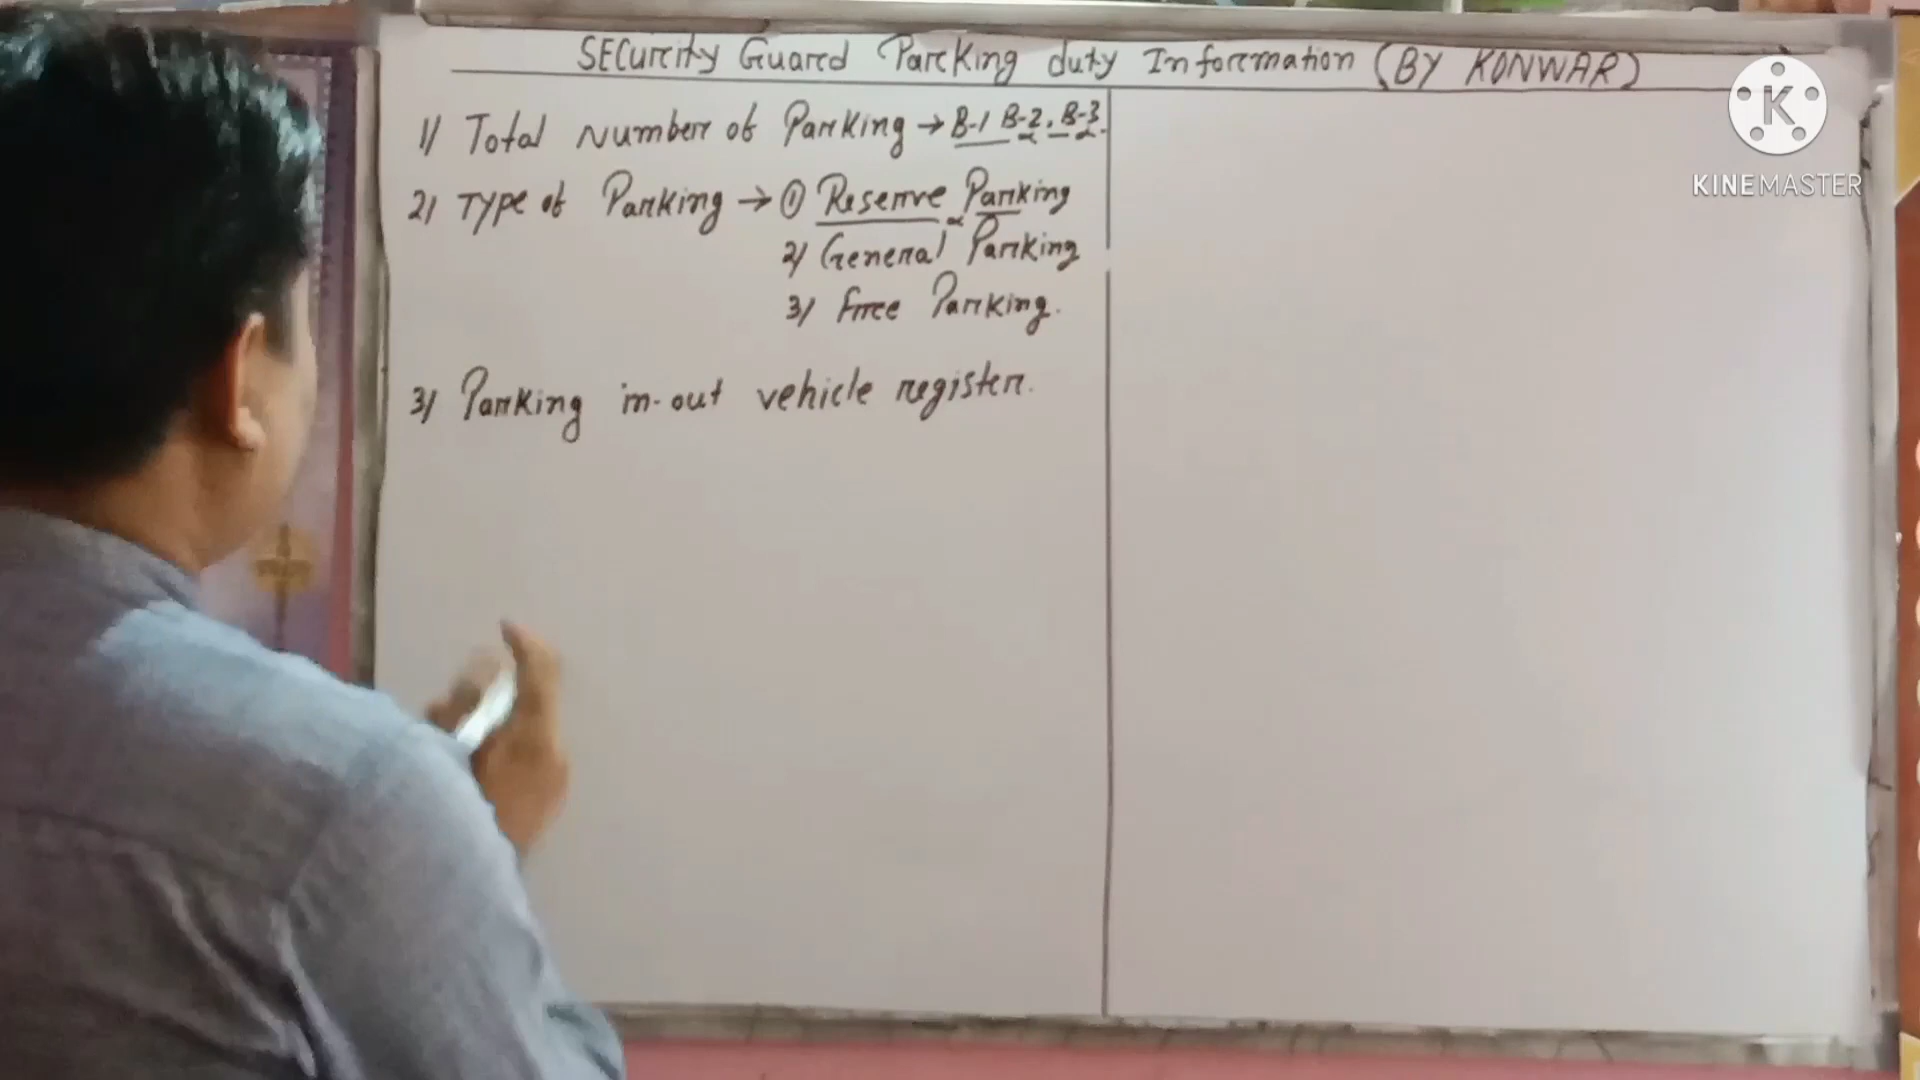 SECurity Guard Parking duty Information (BY KONWAR)
1) Total Number of Parking → B-1 B-2, B-3.
2) Type of Parking → ① Reserve Parking
2) General Parking
3) Free Parking.
3) Parking in-out vehicle register.
K
KINEMASTER